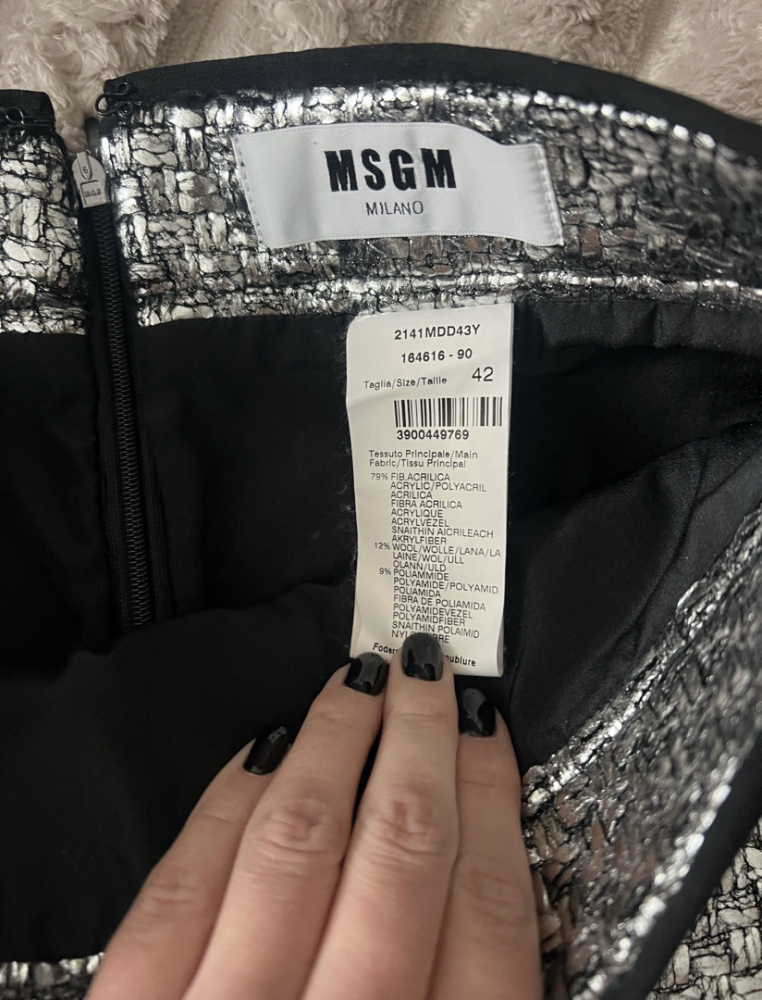 MSGM
MILANO
2141MDD43Y
164616 - 90
Taglia/Size/Taille 42
3900449769
Tessuto Principale/Main
Fabric/Tissu Principal
79% FIB.ACRILICA
ACRYLIC/POLYACRIL
ACRILICA
FIBRA ACRILICA
ACRYLIQUE
ACRYLVEZEL
SNAITHIN AICRILEACH
AKRYLFIBER
12% WOOL/WOLLE/LANA/LA
LAINE/WOL/ULL
OLANN/ULD
9% POLIAMMIDE
POLYAMIDE/POLYAMID
POLIAMIDA
FIBRA DE POLIAMIDA
POLYAMIDEVEZEL
POLYAMIDFIBER
SNAITHIN POLAIMID